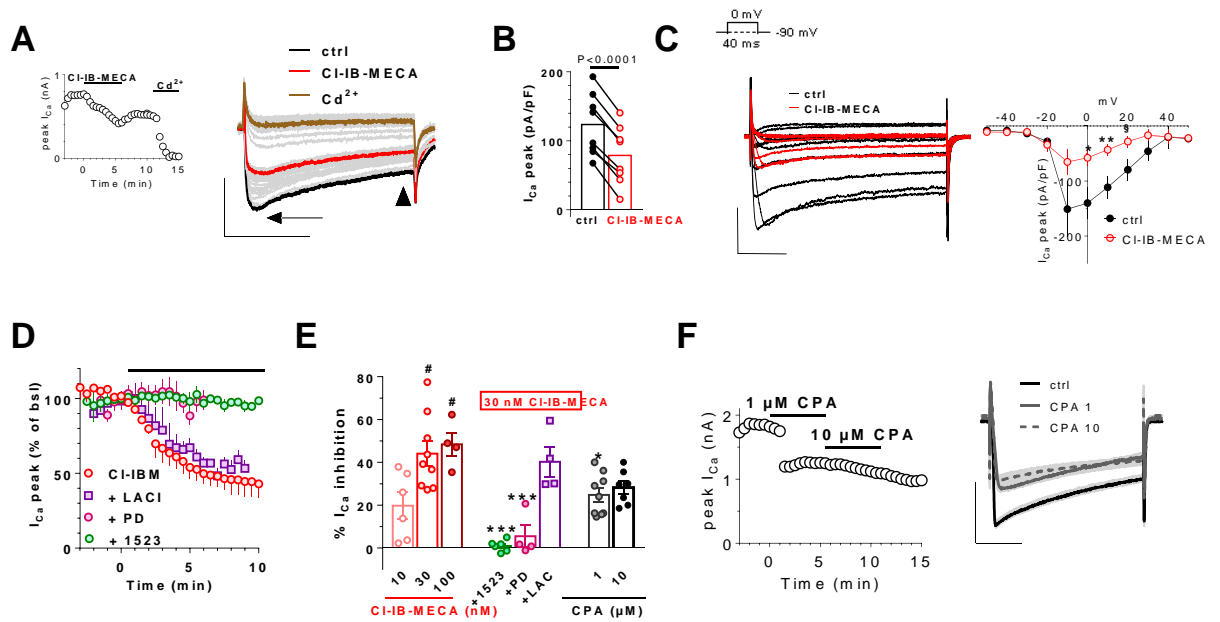 A
Cl-IB-MECA
Cd2+
peak ICa (nA)
1
0
0 5 10 15
Time (min)
ctrl
Cl-IB-MECA
Cd2+
B
P<0.0001
ICa peak (pA/pF)
200
150
100
50
0
ctrl Cl-IB-MECA
C
0 mV
-90 mV
40 ms
ctrl
Cl-IB-MECA
mV
-40 0 20 40
§
*
**
-100
-200
ICa peak (pA/pF)
ctrl
Cl-IB-MECA
D
ICa peak (% of bsl)
100
50
0
Cl-IBM
+ LACI
+ PD
+ 1523
0 5 10
Time (min)
E
% ICa inhibition
80
60
40
20
0
#
#
30 nM Cl-IB-MECA
***
***
*
10 30 100
+1523 +PD +LAC
1 10
Cl-IB-MECA (nM)
CPA (µM)
F
peak ICa (nA)
2
1
0
1 µM CPA
10 µM CPA
0 5 10 15
Time (min)
ctrl
CPA 1
CPA 10